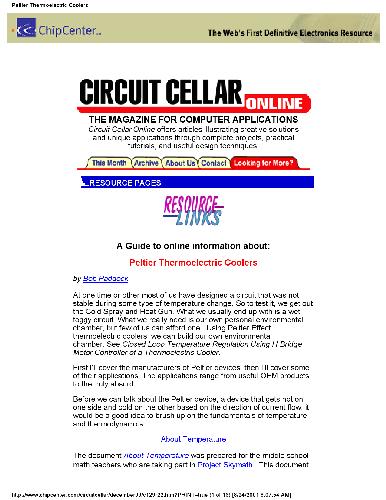 Peltier Thermoelectric Coolers
ChipCenter
The Web's First Definitive Electronics Resource
CIRCUIT CELLAR
ONLINE
THE MAGAZINE FOR COMPUTER APPLICATIONS
Circuit Cellar Online offers articles illustrating creative solutions
and unique applications through complete projects, practical
tutorials, and useful design techniques.
This Month Archive About Us Contact Looking for More?
RESOURCE PAGES
RESOURCE
LINKS
A Guide to online information about:
Peltier Thermoelectric Coolers
by Bob Paddock
At one time or other most of us have designed a circuit that was not
stable during some type of temperature change. So to test it, we get out
the Cold Spray and Heat Gun. What we usually end up with is a wet
foggy circuit. What we really need is our own personal environmental
chamber, but few of us can afford one. Using Peltier Effect
thermoelectric coolers, we can build our own environmental
chamber. See Closed Loop Temperature Regulation Using H Bridge
Motor Controller of a Thermoelectric Cooler.
First I'll cover the manufacturers of Peltier devices, then I'll cover some
of their applications. The applications range from useful OEM products
to the truly absurd.
Before we can talk about the Peltier device, a device that gets hot on
one side and cold on the other based on the direction of current flow, it
would be a good idea to brush up on the fundamentals of temperature
and thermodynamics.
About Temperature
The document About Temperature was prepared for the middle school
math teachers who are taking part in Project Skymath. This document